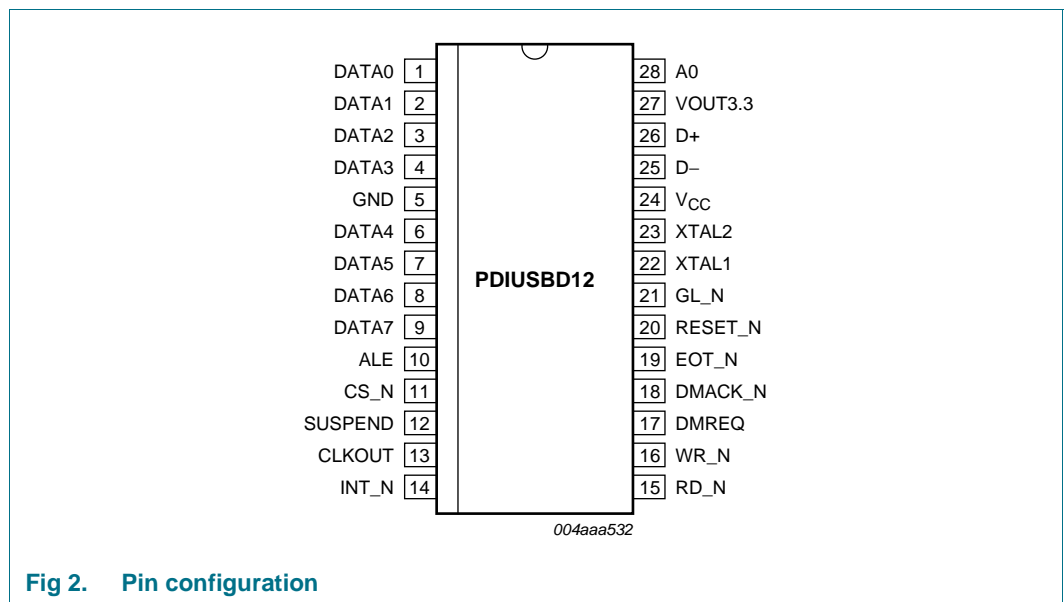 DATA0 1 28 A0
DATA1 2 27 VOUT3.3
DATA2 3 26 D+
DATA3 4 25 D−
GND 5 24 VCC
DATA4 6 23 XTAL2
DATA5 7 22 XTAL1
PDIUSBD12
DATA6 8 21 GL_N
DATA7 9 20 RESET_N
ALE 10 19 EOT_N
CS_N 11 18 DMACK_N
SUSPEND 12 17 DMREQ
CLKOUT 13 16 WR_N
INT_N 14 15 RD_N
004aaa532
Fig 2. Pin configuration